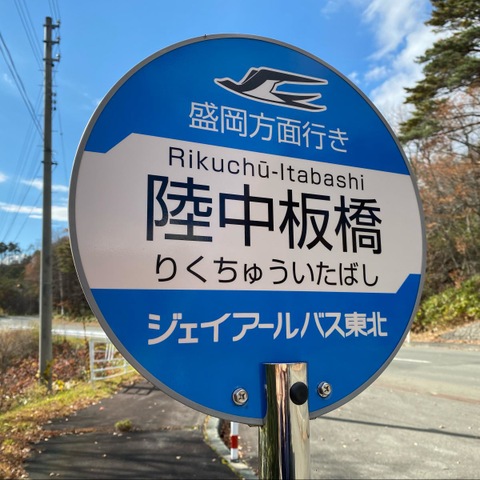 盛岡方面行き
Rikuchū-Itabashi
陸中板橋
りくちゅういたばし
ジェイアールバス東北